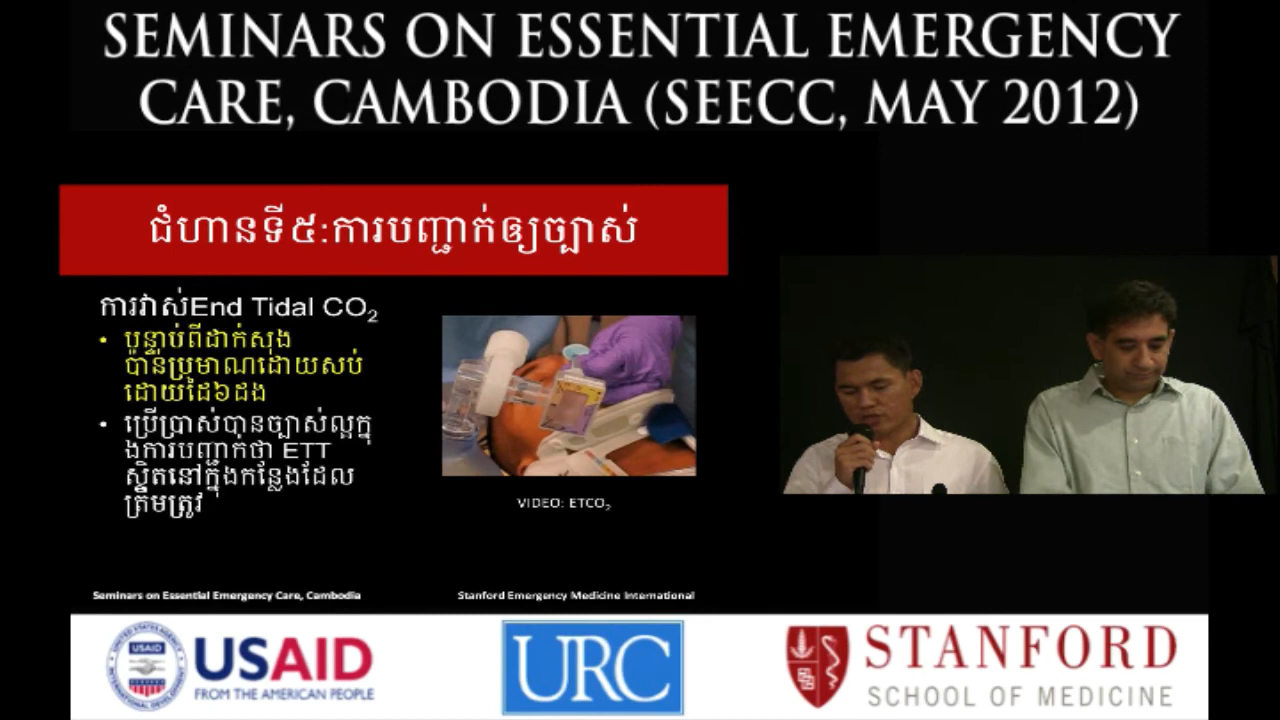 SEMINARS ON ESSENTIAL EMERGENCY
CARE, CAMBODIA (SEECC, MAY 2012)
ជំហានទី៥:ការបញ្ជាក់ឲ្យច្បាស់
ការវាស់End Tidal CO₂
• បន្ទាប់ពីដាក់សុង
បានប្រមាណដោយសប់
ដោយដៃ៦ដង
• ប្រើប្រាស់បានច្បាស់ល្អក្នុ
ងការបញ្ជាក់ថា ETT
ស្ថិតនៅក្នុងកន្លែងដែល
ត្រឹមត្រូវ
VIDEO: ETCO₂
Seminars on Essential Emergency Care, Cambodia
Stanford Emergency Medicine International
USAID
FROM THE AMERICAN PEOPLE
URC
STANFORD
SCHOOL OF MEDICINE